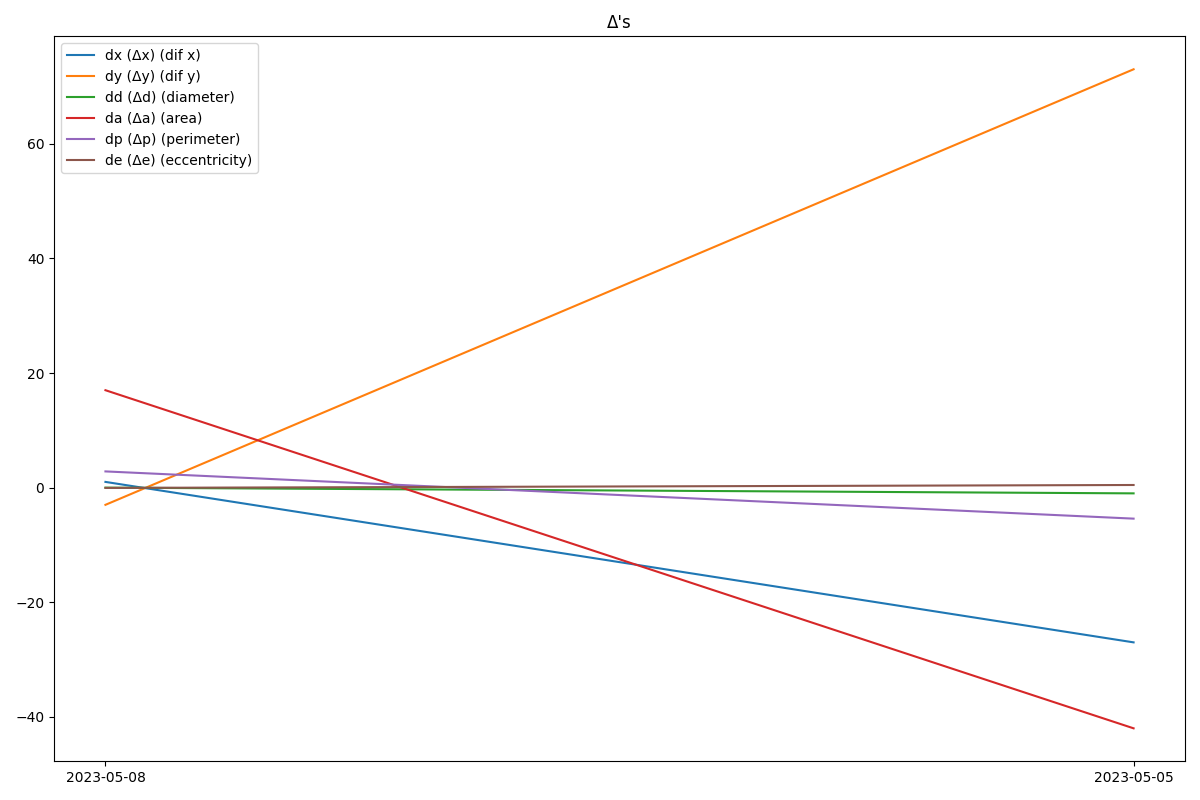 Δ's
dx (Δx) (dif x)
dy (Δy) (dif y)
dd (Δd) (diameter)
da (Δa) (area)
dp (Δp) (perimeter)
de (Δe) (eccentricity)
60
40
20
0
−20
−40
2023-05-08
2023-05-05